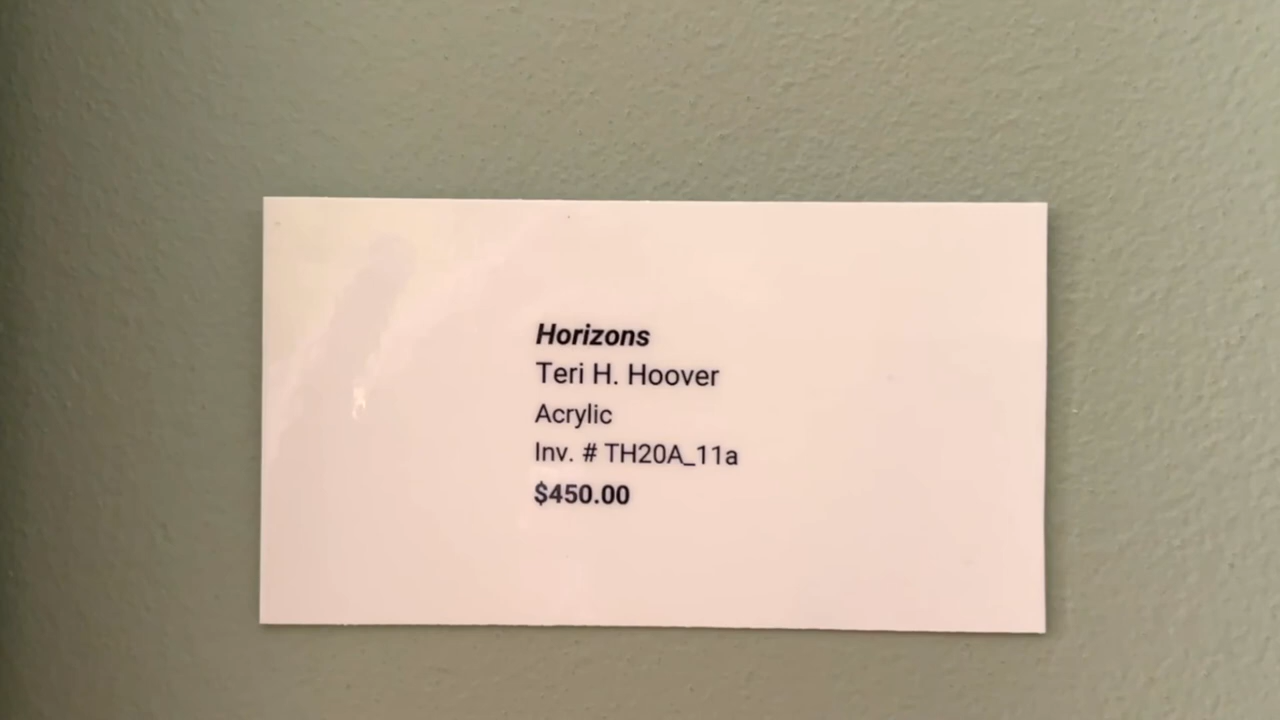 Horizons
Teri H. Hoover
Acrylic
Inv. # TH20A_11a
$450.00